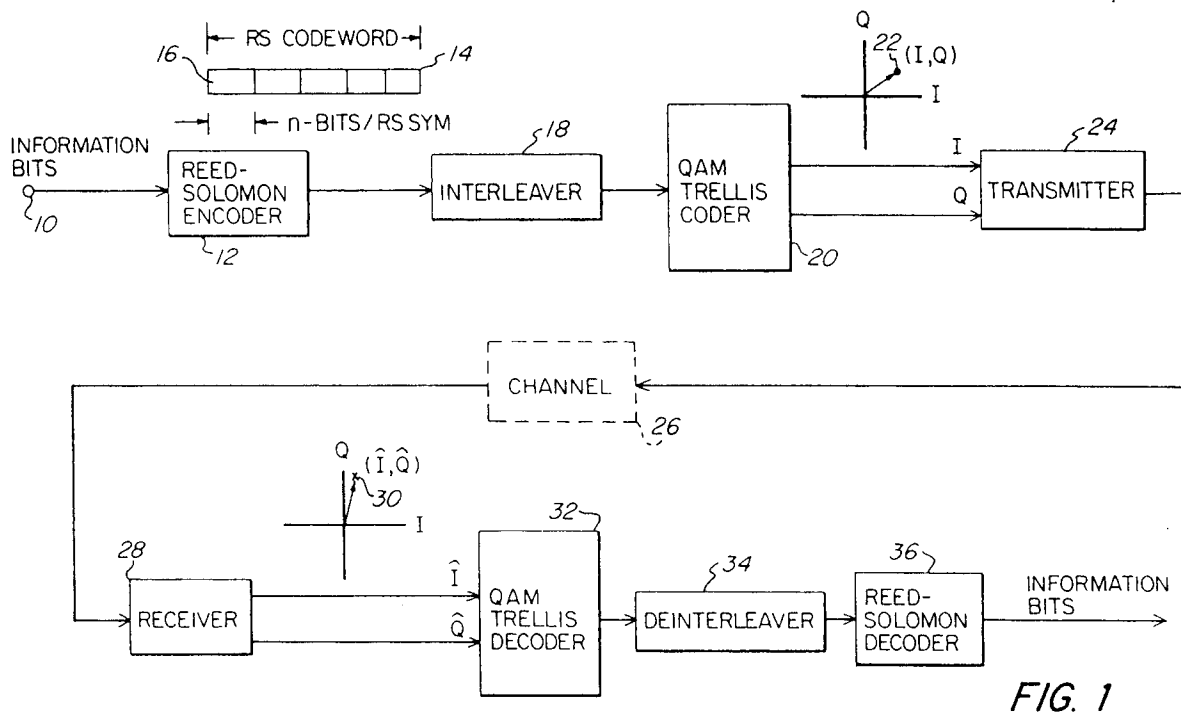 RS CODEWORD
16
14
n-BITS/RS SYM
INFORMATION
BITS
10
REED-
SOLOMON
ENCODER
12
18
INTERLEAVER
Q
22
(I,Q)
I
QAM
TRELLIS
CODER
20
I
Q
24
TRANSMITTER
CHANNEL
26
Q
(Î,Q̂)
30
I
28
RECEIVER
Î
Q̂
32
QAM
TRELLIS
DECODER
34
DEINTERLEAVER
36
REED-
SOLOMON
DECODER
INFORMATION
BITS
FIG. 1